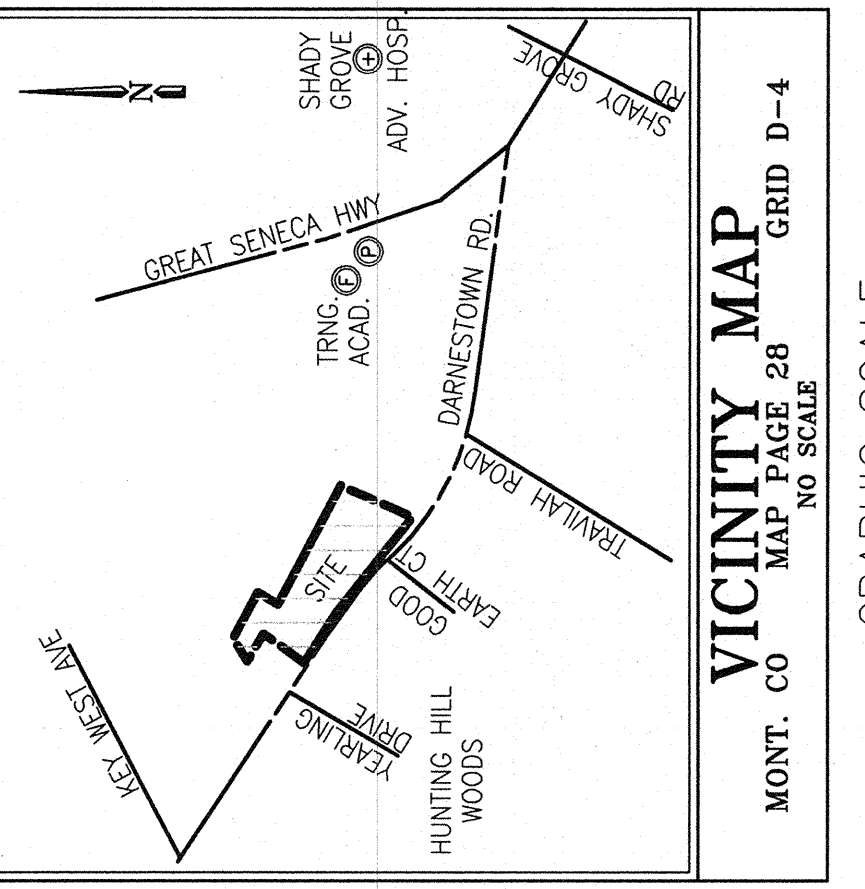 N
KEY WEST AVE
GREAT SENECA HWY
SHADY
GROVE
ADV. HOSP.
TRNG.
ACAD.
F
P
SITE
YEARLING
DRIVE
GOOD
EARTH CT
DARNESTOWN RD.
SHADY GROVE
RD
HUNTING HILL
WOODS
TRAVILAH ROAD
VICINITY MAP
MONT. CO MAP PAGE 28 GRID D-4
NO SCALE